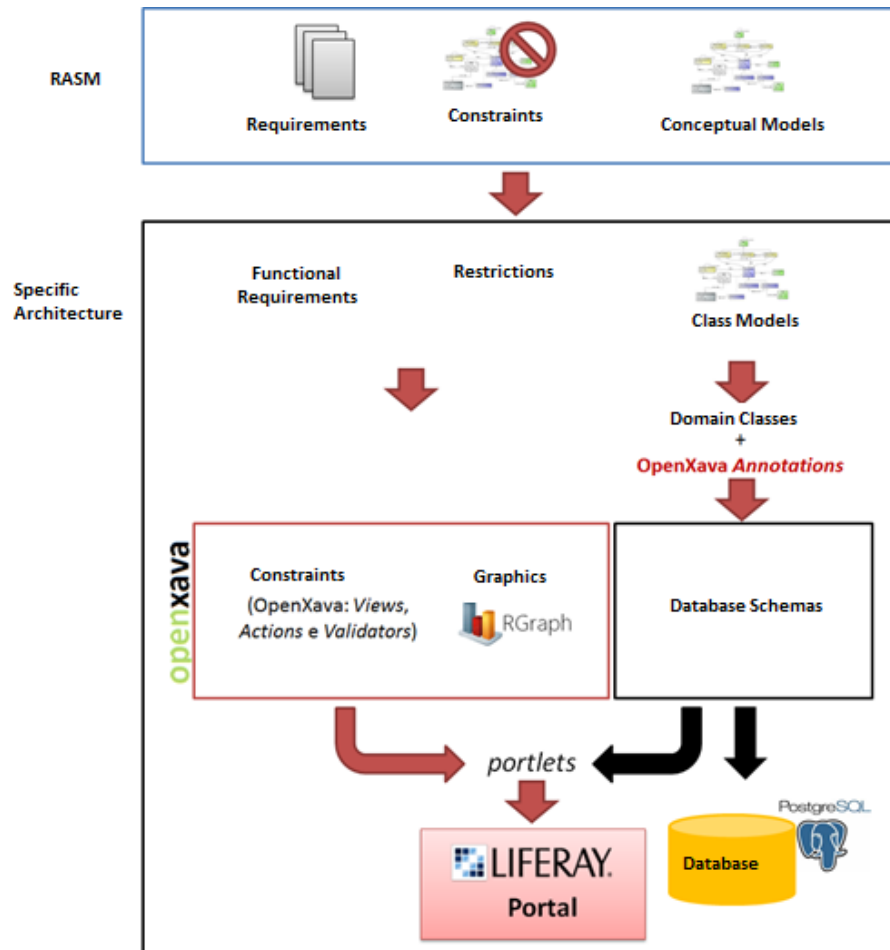 RASM
Requirements
Constraints
Conceptual Models
Specific
Architecture
Functional
Requirements
Restrictions
Class Models
Domain Classes
+
OpenXava Annotations
openxava
Constraints
(OpenXava: Views,
Actions e Validators)
Graphics
RGraph
Database Schemas
portlets
LIFERAY.
Portal
Database
PostgreSQL